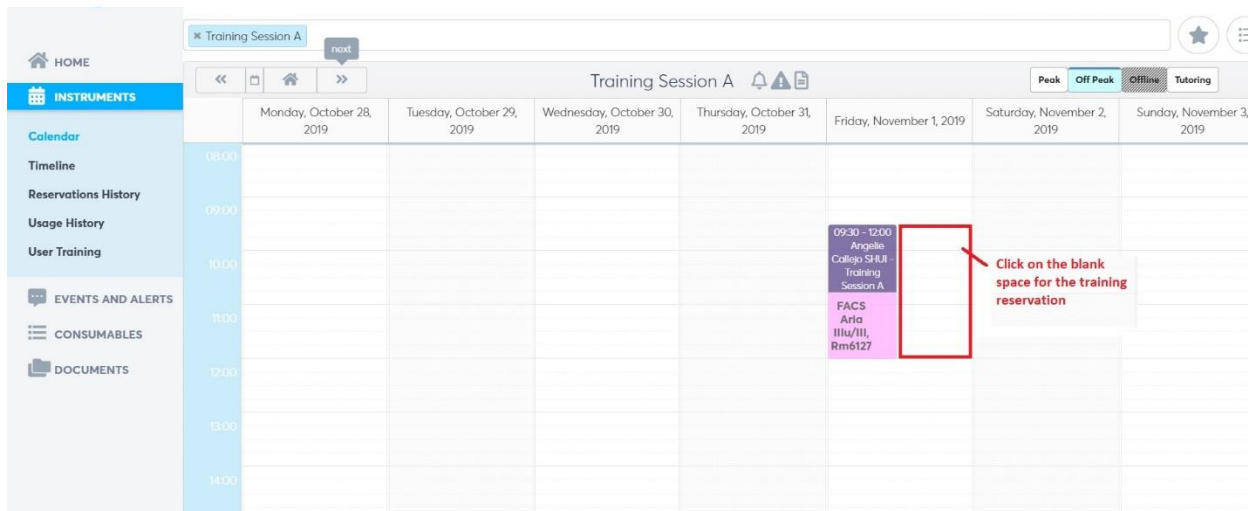 × Training Session A
next
HOME
INSTRUMENTS
Calendar
Timeline
Reservations History
Usage History
User Training
EVENTS AND ALERTS
CONSUMABLES
DOCUMENTS
Training Session A
Peak Off Peak Offline Tutoring
Monday, October 28,
2019
Tuesday, October 29,
2019
Wednesday, October 30,
2019
Thursday, October 31,
2019
Friday, November 1, 2019
Saturday, November 2,
2019
Sunday, November 3,
2019
08:00
09:00
10:00
11:00
12:00
13:00
14:00
09:30 - 12:00
Angelie
Callejo SHUI -
Training
Session A
FACS
Aria
IIIu/III,
Rm6127
Click on the blank
space for the training
reservation